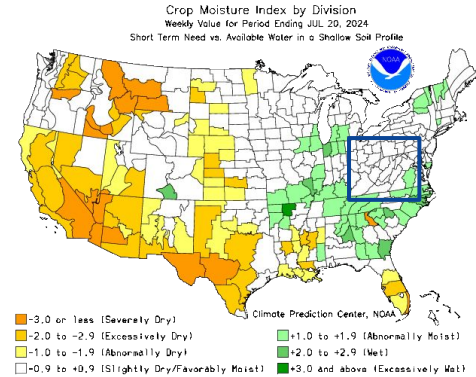 Crop Moisture Index by Division
Weekly Value for Period Ending JUL 20, 2024
Short Term Need vs. Available Water in a Shallow Soil Profile
NOAA
Climate Prediction Center, NOAA
-3.0 or less (Severely Dry)
-2.0 to -2.9 (Excessively Dry)
-1.0 to -1.9 (Abnormally Dry)
-0.9 to +0.9 (Slightly Dry/Favorably Moist)
+1.0 to +1.9 (Abnormally Moist)
+2.0 to +2.9 (Wet)
+3.0 and above (Excessively Wet)